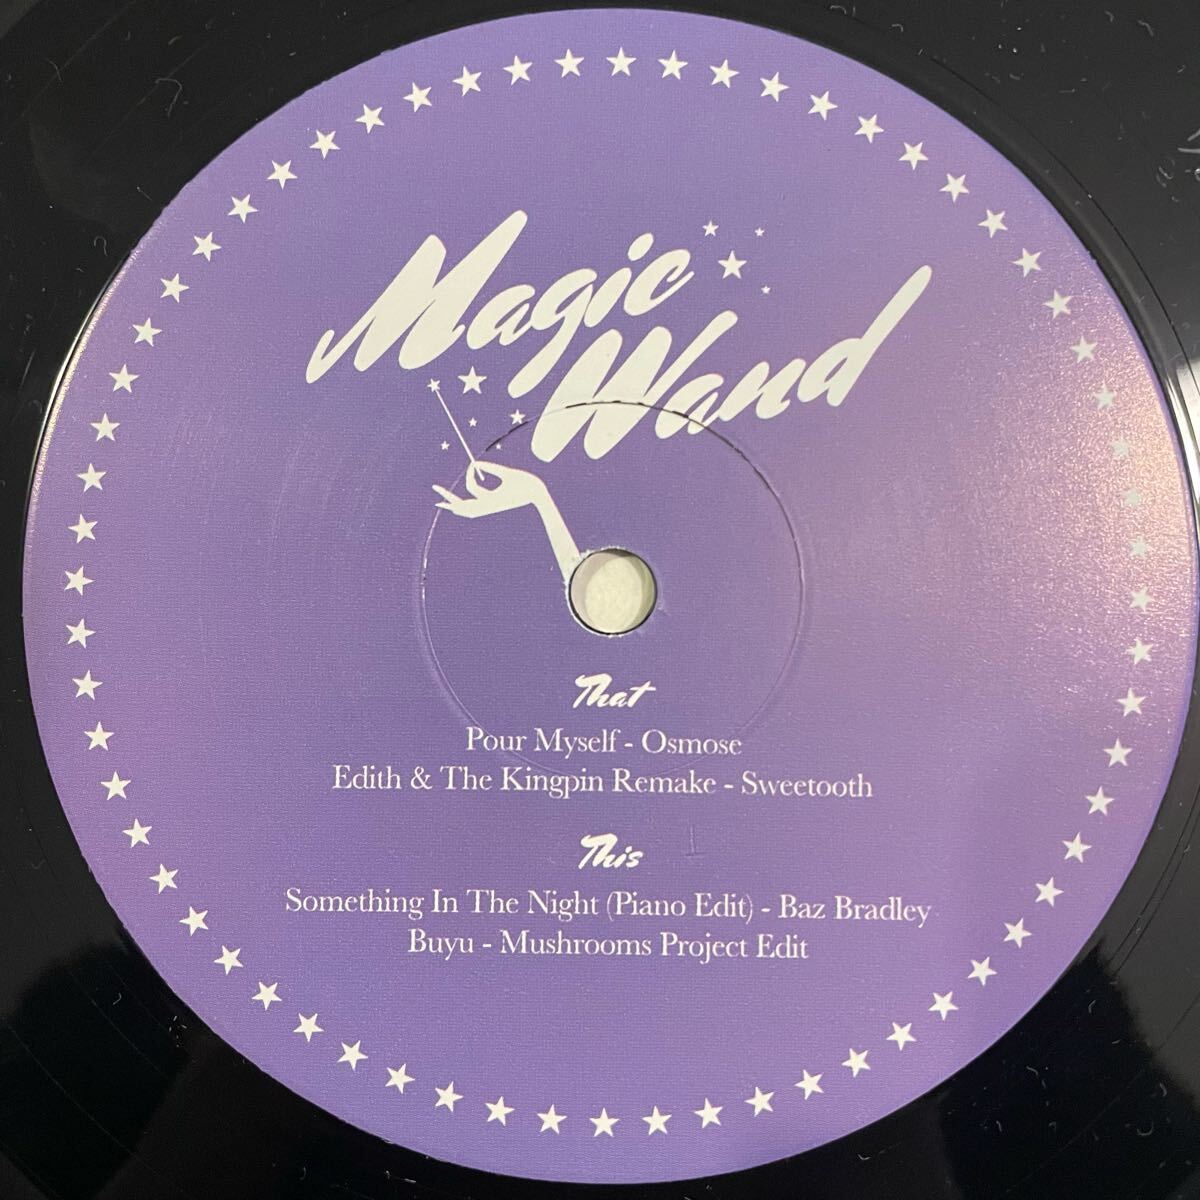 Magic
Wand
That
Pour Myself - Osmose
Edith & The Kingpin Remake - Sweetooth
This
Something In The Night (Piano Edit) - Baz Bradley
Buyu - Mushrooms Project Edit